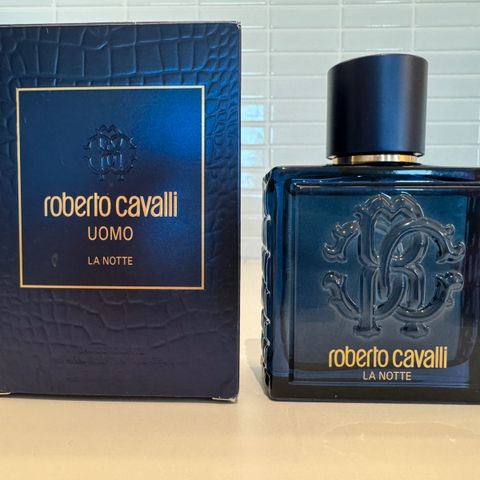 roberto cavalli
UOMO
LA NOTTE
roberto cavalli
LA NOTTE